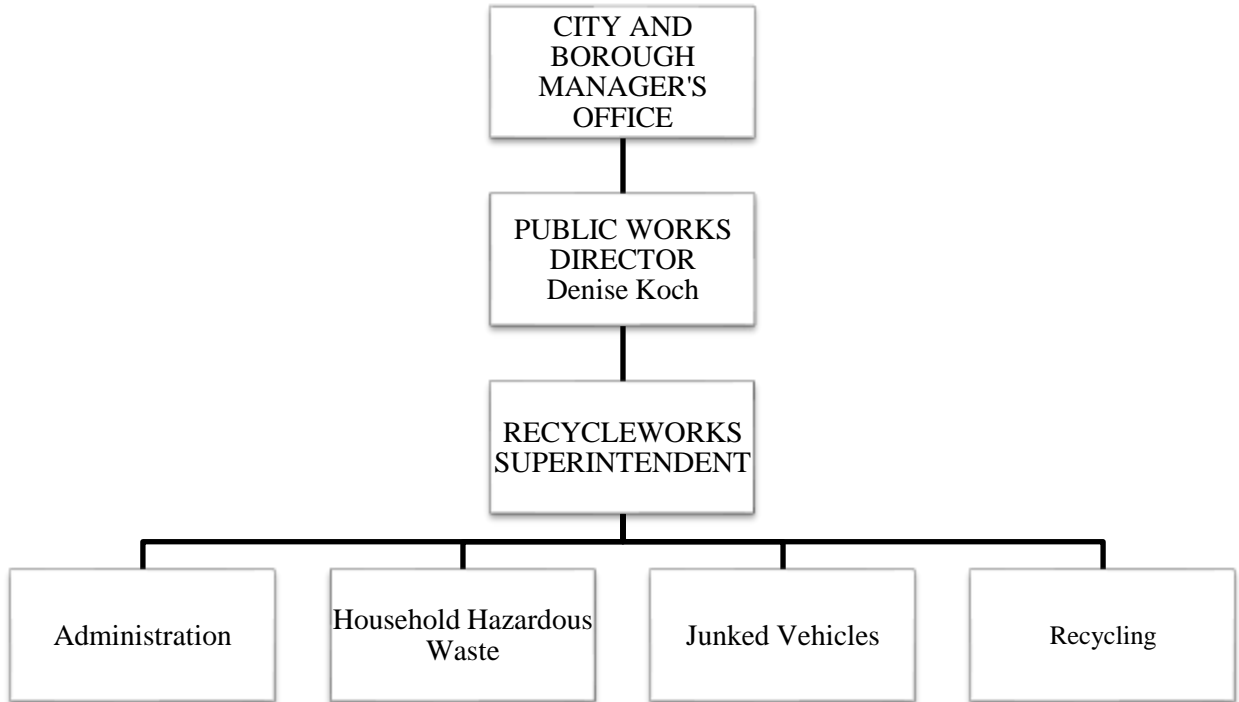 CITY AND
BOROUGH
MANAGER'S
OFFICE
PUBLIC WORKS
DIRECTOR
Denise Koch
RECYCLEWORKS
SUPERINTENDENT
Administration
Household Hazardous
Waste
Junked Vehicles
Recycling